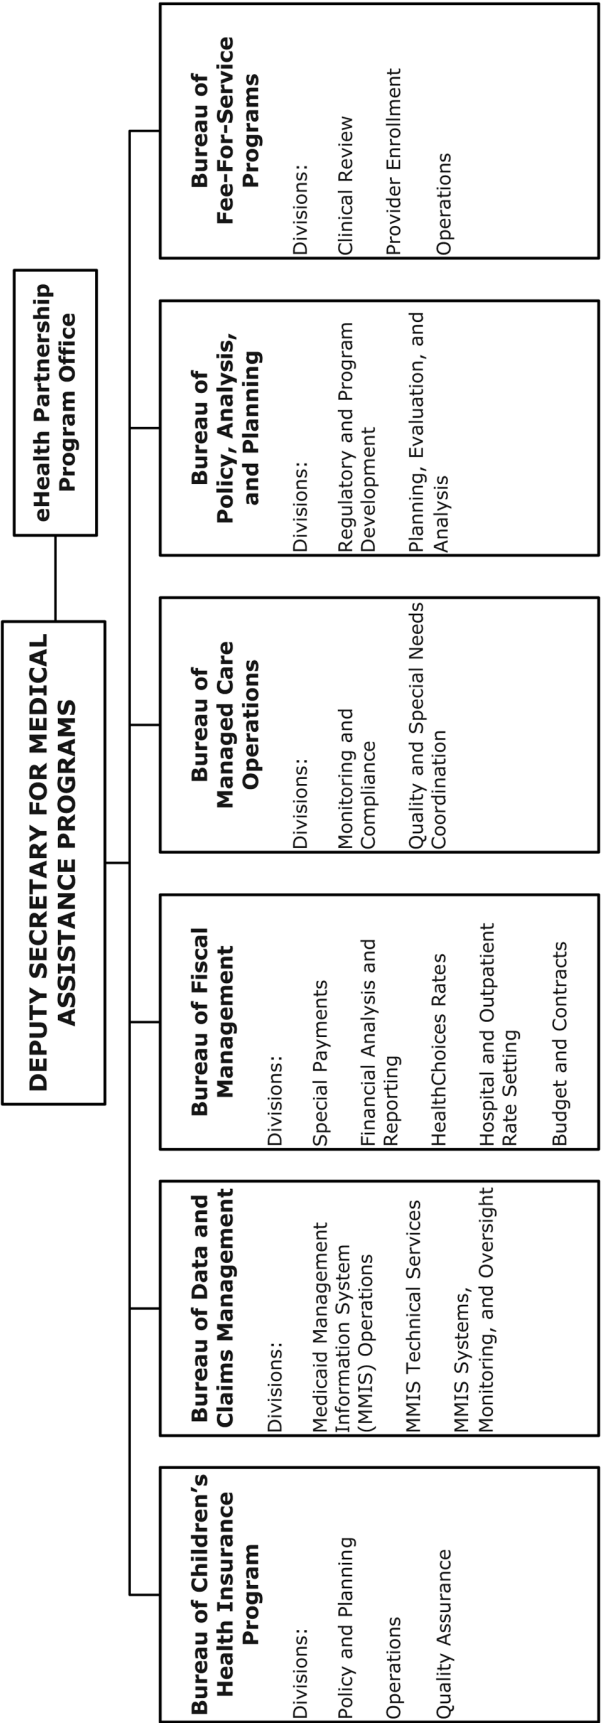 DEPUTY SECRETARY FOR MEDICAL
ASSISTANCE PROGRAMS
eHealth Partnership
Program Office
Bureau of Children’s
Health Insurance
Program
Divisions:
Policy and Planning
Operations
Quality Assurance
Bureau of Data and
Claims Management
Divisions:
Medicaid Management
Information System
(MMIS) Operations
MMIS Technical Services
MMIS Systems,
Monitoring, and Oversight
Bureau of Fiscal
Management
Divisions:
Special Payments
Financial Analysis and
Reporting
HealthChoices Rates
Hospital and Outpatient
Rate Setting
Budget and Contracts
Bureau of
Managed Care
Operations
Divisions:
Monitoring and
Compliance
Quality and Special Needs
Coordination
Bureau of
Policy, Analysis,
and Planning
Divisions:
Regulatory and Program
Development
Planning, Evaluation, and
Analysis
Bureau of
Fee-For-Service
Programs
Divisions:
Clinical Review
Provider Enrollment
Operations